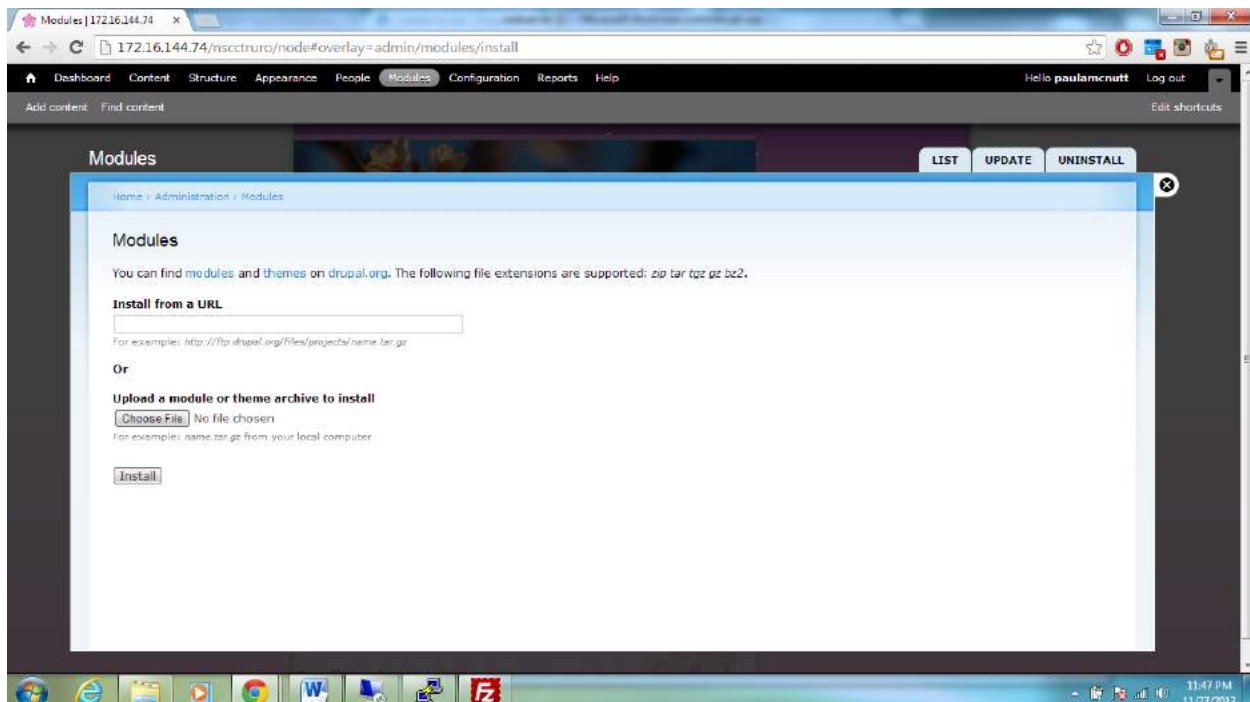 Modules | 172.16.144.74
172.16.144.74/nscctruro/node#overlay=admin/modules/install
Dashboard Content Structure Appearance People Modules Configuration Reports Help
Hello paulamcnutt Log out
Add content Find content
Edit shortcuts
Modules
LIST UPDATE UNINSTALL
Home › Administration › Modules
Modules
You can find modules and themes on drupal.org. The following file extensions are supported: zip tar tgz gz bz2.
Install from a URL
For example: http://ftp.drupal.org/files/projects/name.tar.gz
Or
Upload a module or theme archive to install
Choose File No file chosen
For example: name.tar.gz from your local computer
Install
11:47 PM